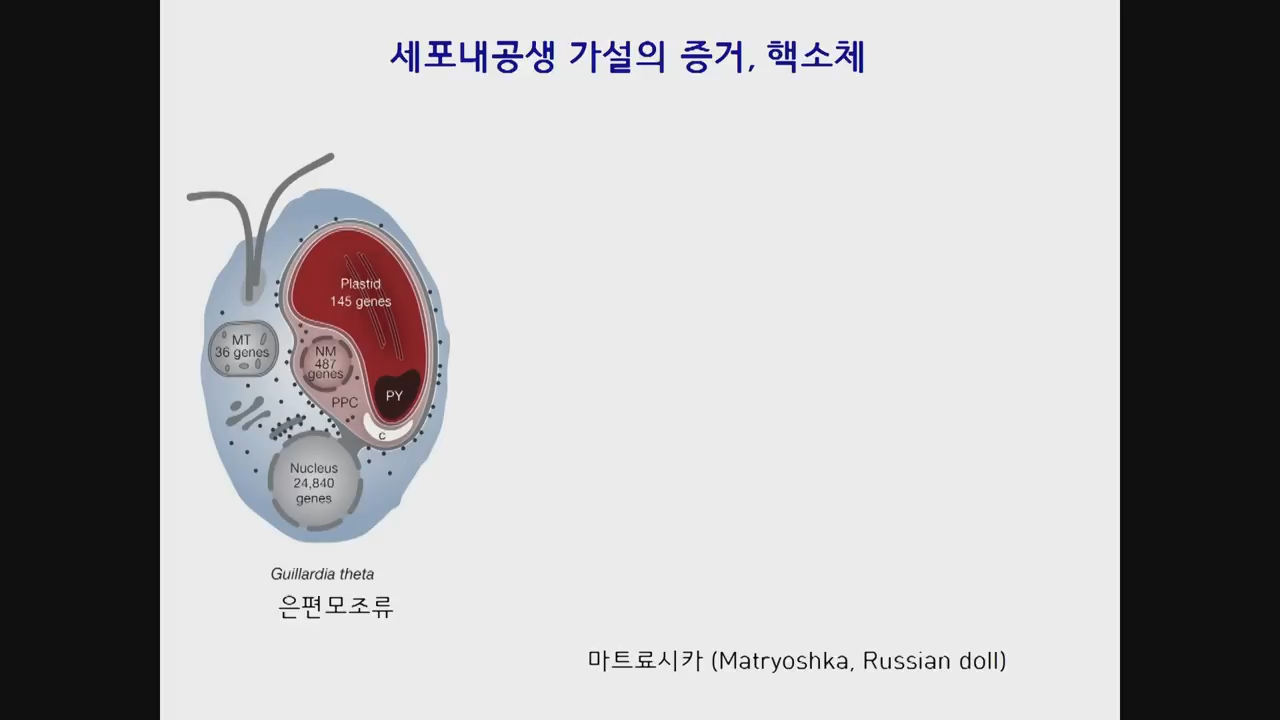 세포내공생 가설의 증거, 핵소체
Plastid
145 genes
MT
36 genes
NM
487
genes
PY
PPC
c
Nucleus
24,840
genes
Guillardia theta
은편모조류
마트료시카 (Matryoshka, Russian doll)